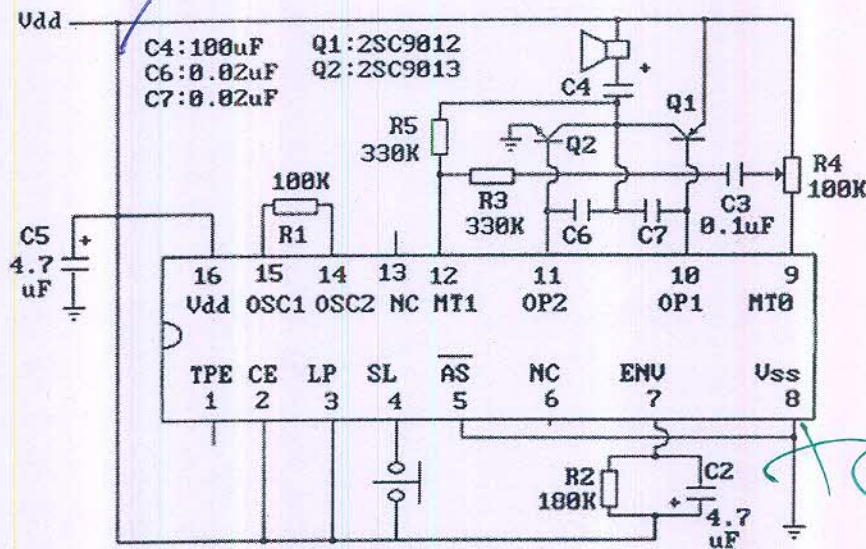 Vdd
C4:100uF Q1:2SC9012
C6:0.02uF Q2:2SC9013
C7:0.02uF
C4
Q1
R5
330K
Q2
R4
100K
100K
R1
R3
330K
C3
0.1uF
C6
C7
C5
4.7
uF
+
+
16 15 14 13 12 11 10 9
Vdd OSC1 OSC2 NC MT1 OP2 OP1 MTO
TPE CE LP SL AS NC ENV Vss
1 2 3 4 5 6 7 8
R2
180K
C2
+
4.7
uF